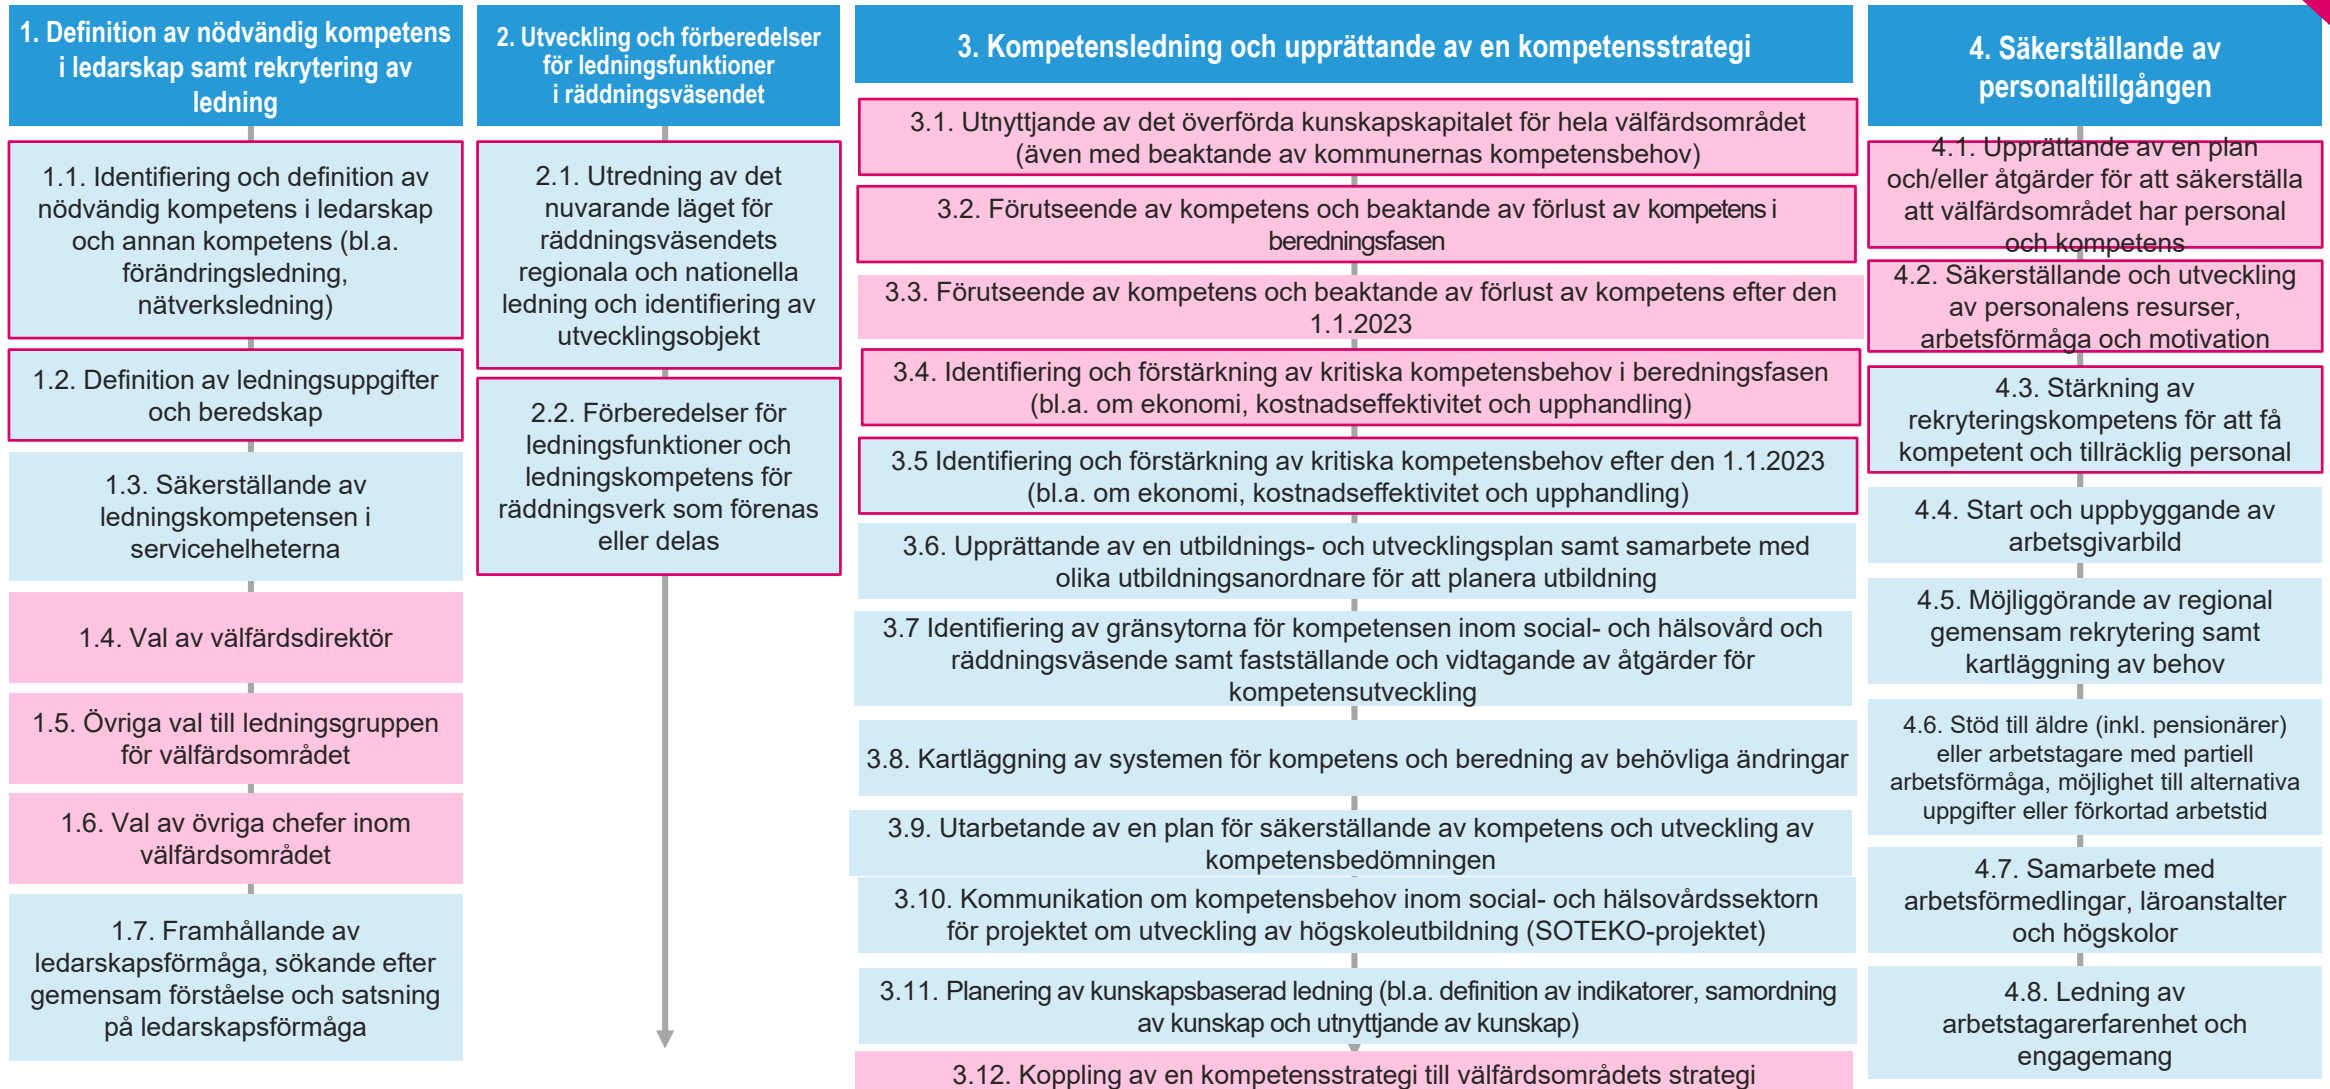 1. Definition av nödvändig kompetens
i ledarskap samt rekrytering av
ledning
1.1. Identifiering och definition av
nödvändig kompetens i ledarskap
och annan kompetens (bl.a.
förändringsledning,
nätverksledning)
1.2. Definition av ledningsuppgifter
och beredskap
1.3. Säkerställande av
ledningskompetensen i
servicehelheterna
1.4. Val av välfärdsdirektör
1.5. Övriga val till ledningsgruppen
för välfärdsområdet
1.6. Val av övriga chefer inom
välfärdsområdet
1.7. Framhållande av
ledarskapsförmåga, sökande efter
gemensam förståelse och satsning
på ledarskapsförmåga
2. Utveckling och förberedelser
för ledningsfunktioner
i räddningsväsendet
2.1. Utredning av det
nuvarande läget för
räddningsväsendets
regionala och nationella
ledning och identifiering av
utvecklingsobjekt
2.2. Förberedelser för
ledningsfunktioner och
ledningskompetens för
räddningsverk som förenas
eller delas
3. Kompetensledning och upprättande av en kompetensstrategi
3.1. Utnyttjande av det överförda kunskapskapitalet för hela välfärdsområdet
(även med beaktande av kommunernas kompetensbehov)
3.2. Förutseende av kompetens och beaktande av förlust av kompetens i
beredningsfasen
3.3. Förutseende av kompetens och beaktande av förlust av kompetens efter den
1.1.2023
3.4. Identifiering och förstärkning av kritiska kompetensbehov i beredningsfasen
(bl.a. om ekonomi, kostnadseffektivitet och upphandling)
3.5 Identifiering och förstärkning av kritiska kompetensbehov efter den 1.1.2023
(bl.a. om ekonomi, kostnadseffektivitet och upphandling)
3.6. Upprättande av en utbildnings- och utvecklingsplan samt samarbete med
olika utbildningsanordnare för att planera utbildning
3.7 Identifiering av gränsytorna för kompetensen inom social- och hälsovård och
räddningsväsende samt fastställande och vidtagande av åtgärder för
kompetensutveckling
3.8. Kartläggning av systemen för kompetens och beredning av behövliga ändringar
3.9. Utarbetande av en plan för säkerställande av kompetens och utveckling av
kompetensbedömningen
3.10. Kommunikation om kompetensbehov inom social- och hälsovårdssektorn
för projektet om utveckling av högskoleutbildning (SOTEKO-projektet)
3.11. Planering av kunskapsbaserad ledning (bl.a. definition av indikatorer, samordning
av kunskap och utnyttjande av kunskap)
3.12. Koppling av en kompetensstrategi till välfärdsområdets strategi
4. Säkerställande av
personaltillgången
4.1. Upprättande av en plan
och/eller åtgärder för att säkerställa
att välfärdsområdet har personal
och kompetens
4.2. Säkerställande och utveckling
av personalens resurser,
arbetsförmåga och motivation
4.3. Stärkning av
rekryteringskompetens för att få
kompetent och tillräcklig personal
4.4. Start och uppbyggande av
arbetsgivarbild
4.5. Möjliggörande av regional
gemensam rekrytering samt
kartläggning av behov
4.6. Stöd till äldre (inkl. pensionärer)
eller arbetstagare med partiell
arbetsförmåga, möjlighet till alternativa
uppgifter eller förkortad arbetstid
4.7. Samarbete med
arbetsförmedlingar, läroanstalter
och högskolor
4.8. Ledning av
arbetstagarerfarenhet och
engagemang